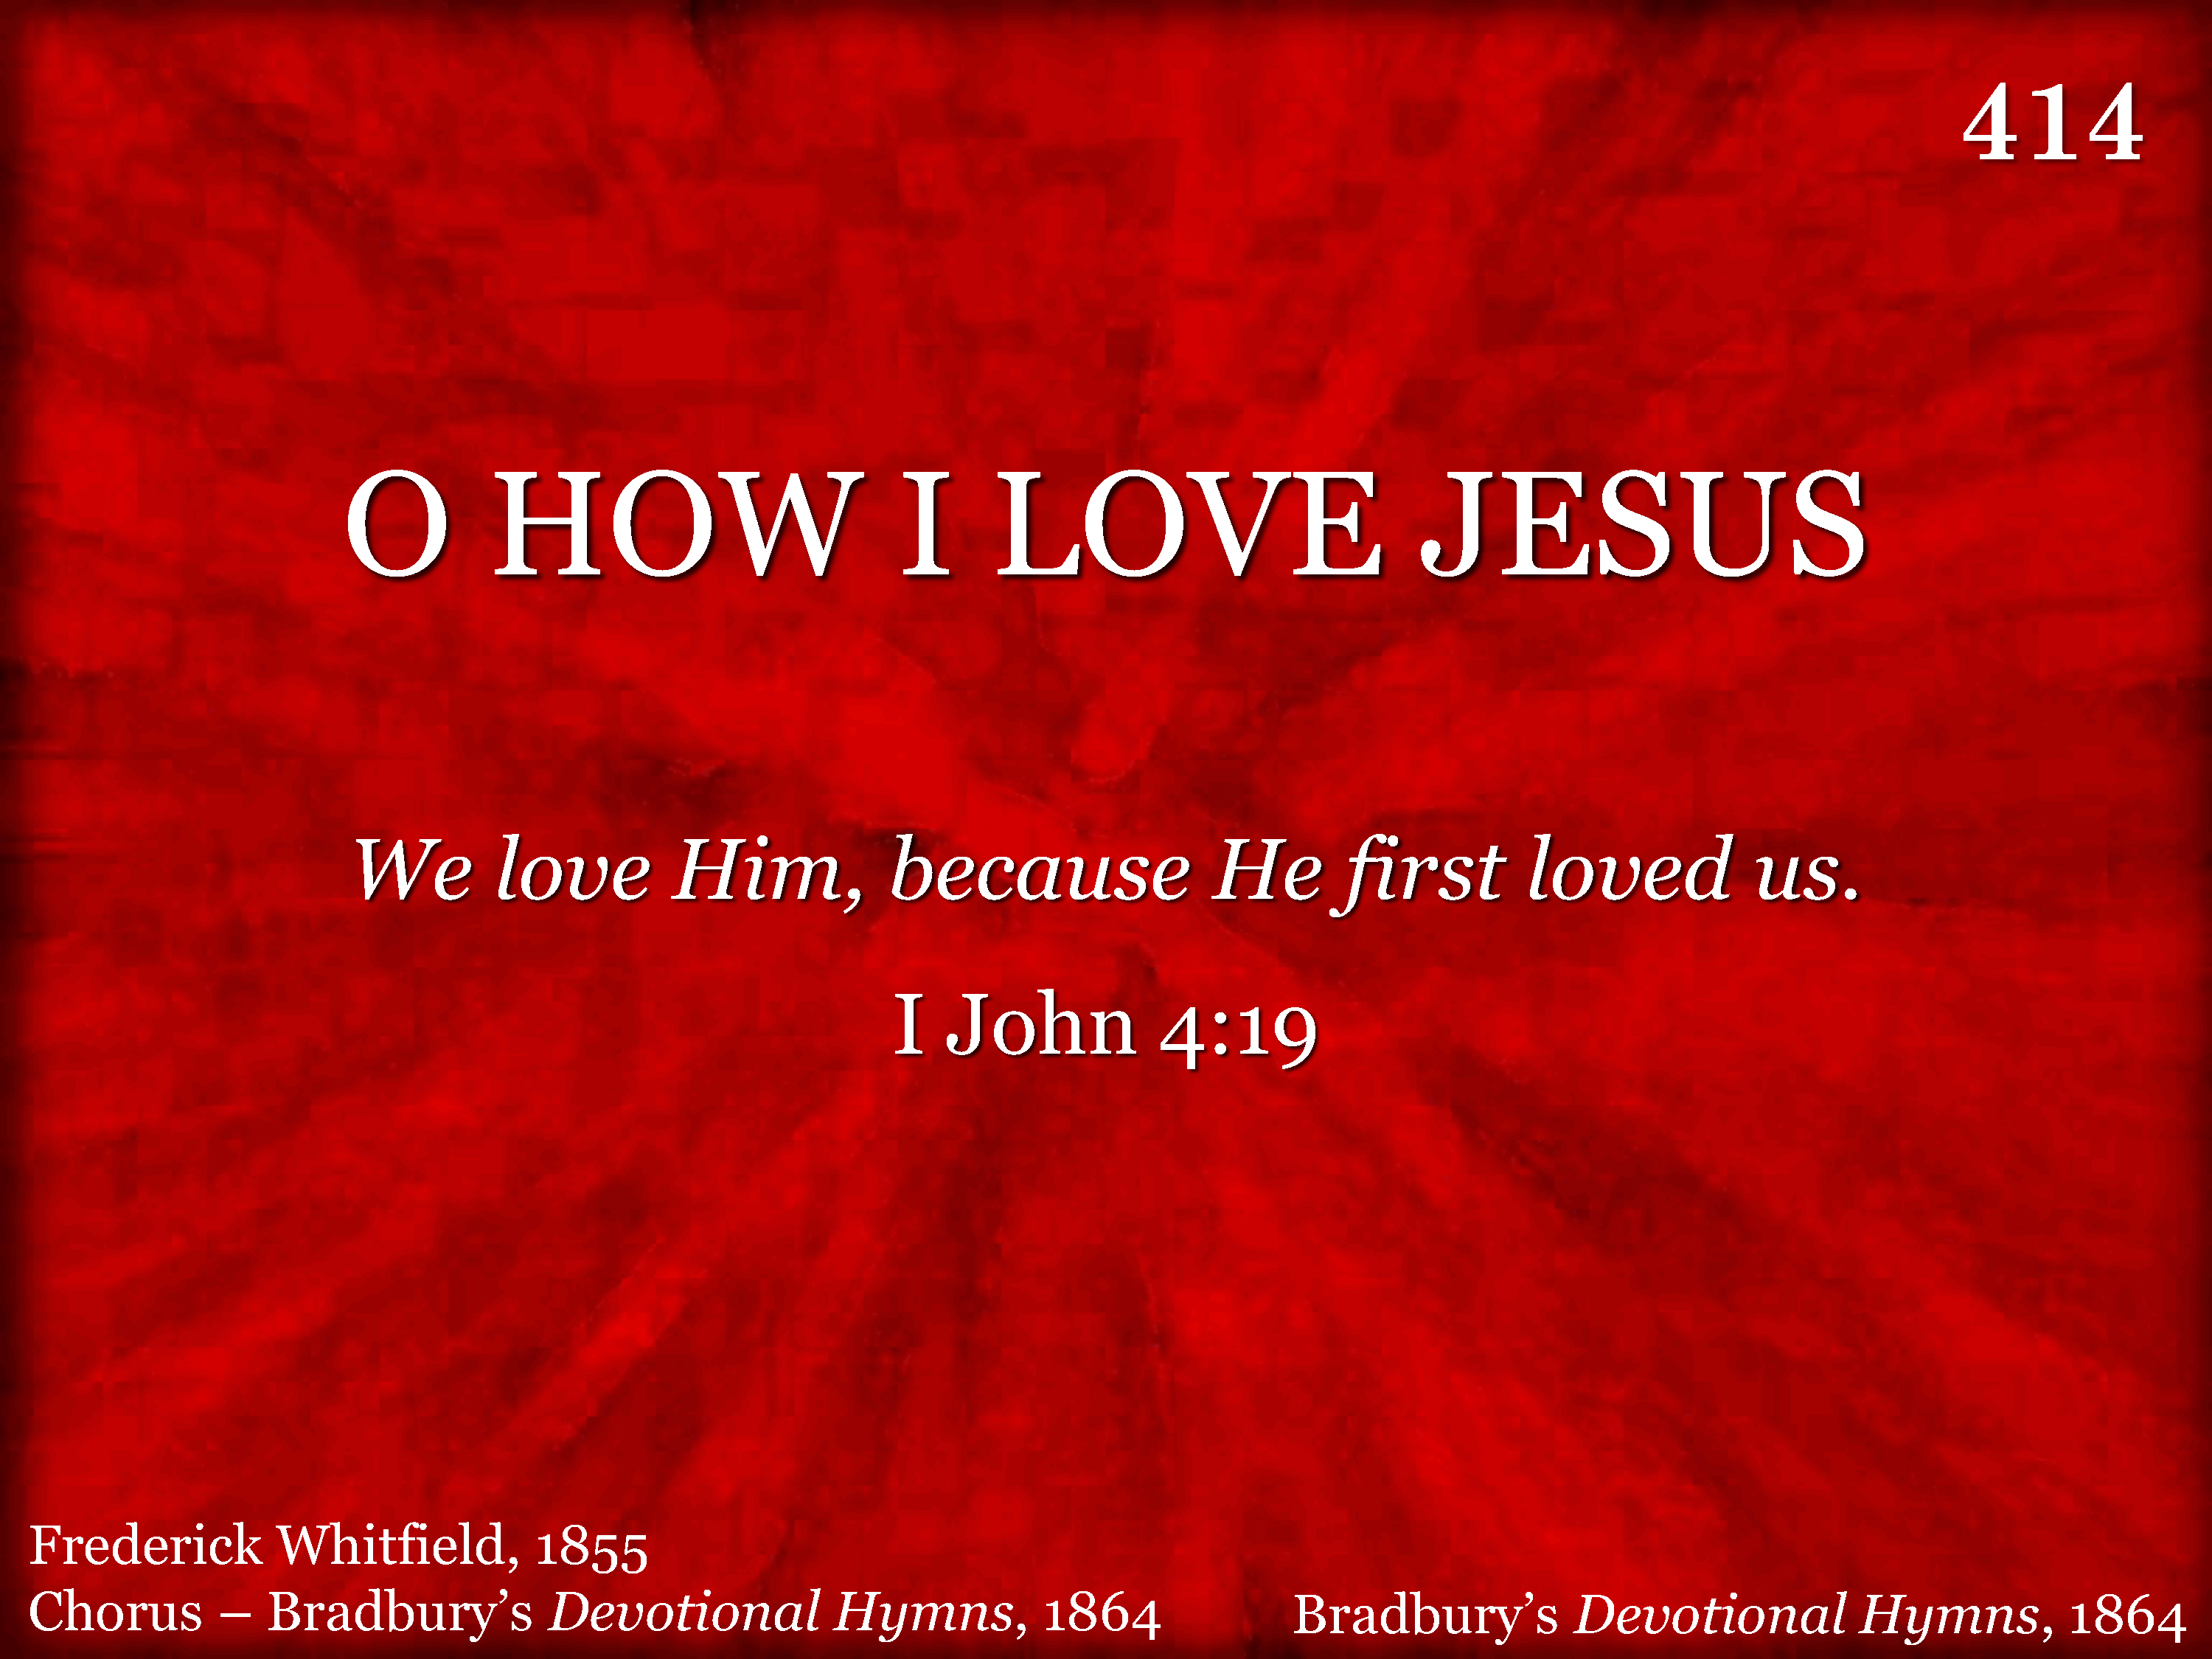 414
O HOW I LOVE JESUS
We love Him, because He first loved us.
I John 4:19
Frederick Whitfield, 1855
Chorus – Bradbury’s Devotional Hymns, 1864
Bradbury’s Devotional Hymns, 1864